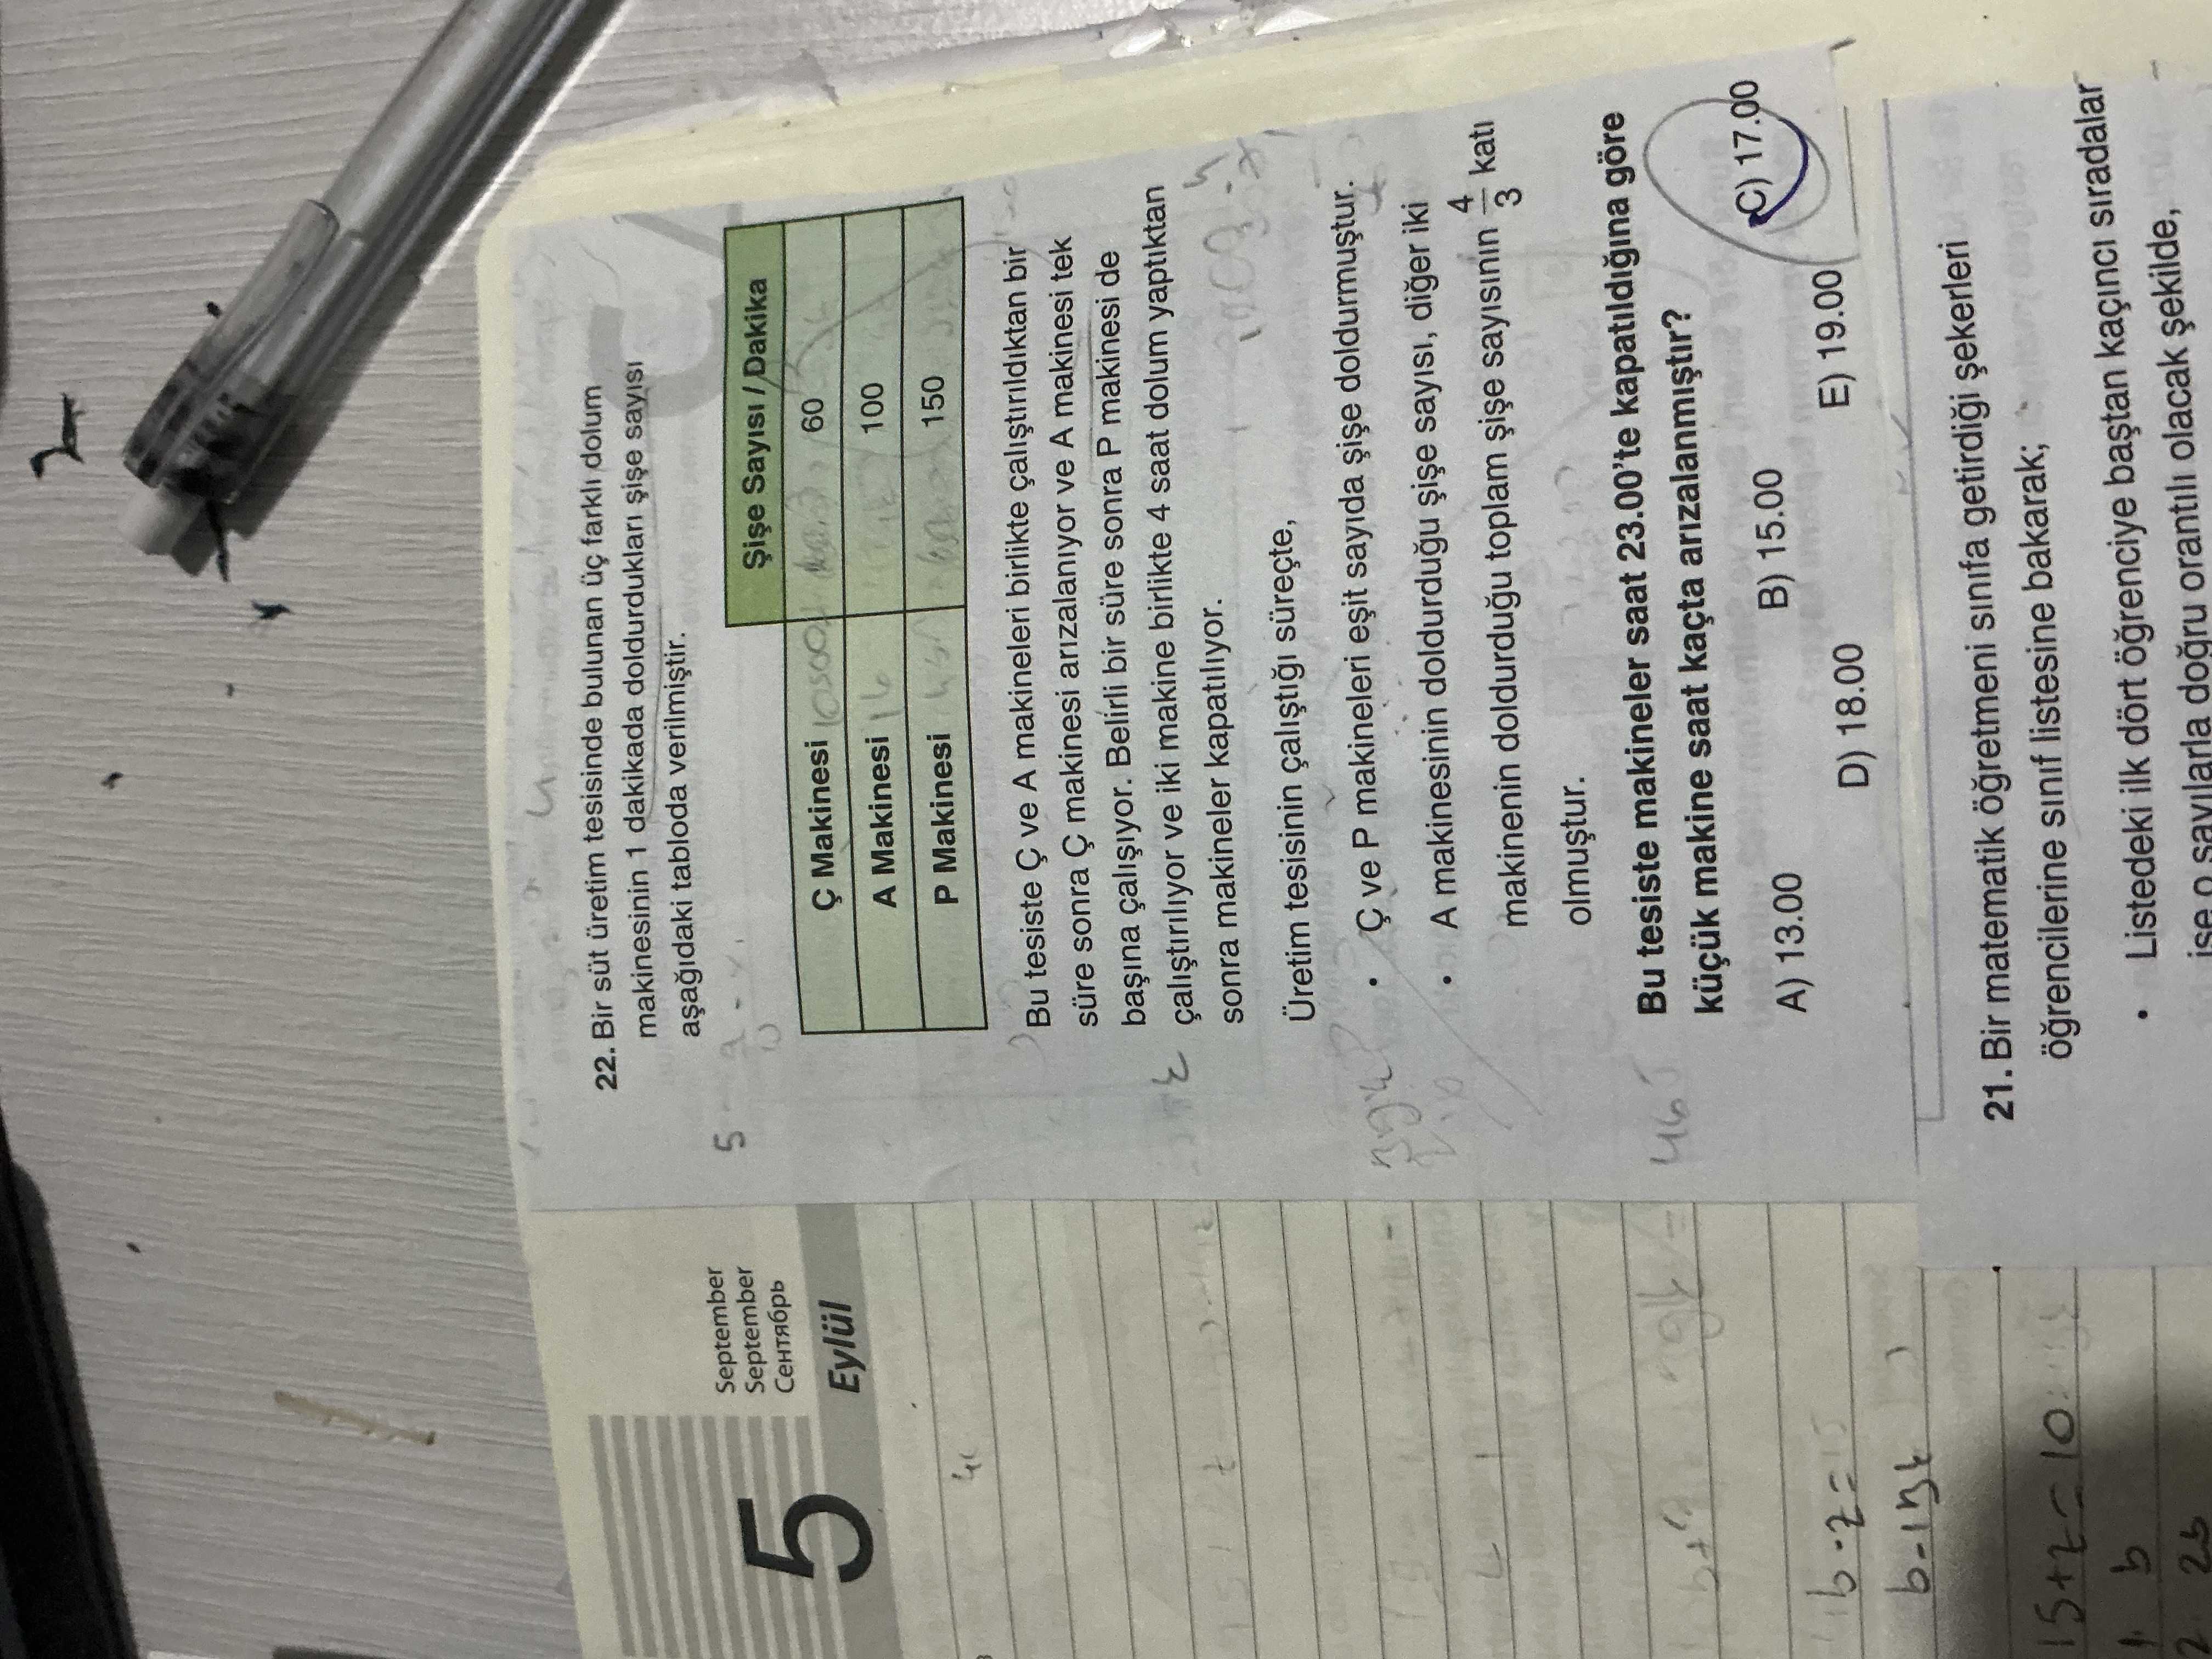 22. Bir süt üretim tesisinde bulunan üç farklı dolum
makinesinin 1 dakikada doldurdukları şişe sayısı
aşağıdaki tabloda verilmiştir.
Şişe Sayısı / Dakika
Ç Makinesi 60
A Makinesi 100
P Makinesi 150
Bu tesiste Ç ve A makineleri birlikte çalıştırıldıktan bir
süre sonra Ç makinesi arızalanıyor ve A makinesi tek
başına çalışıyor. Belirli bir süre sonra P makinesi de
çalıştırılıyor ve iki makine birlikte 4 saat dolum yaptıktan
sonra makineler kapatılıyor.
Üretim tesisinin çalıştığı süreçte,
• Ç ve P makineleri eşit sayıda şişe doldurmuştur.
• A makinesinin doldurduğu şişe sayısı, diğer iki
makinenin doldurduğu toplam şişe sayısının 4/3 katı
olmuştur.
Bu tesiste makineler saat 23.00'te kapatıldığına göre
küçük makine saat kaçta arızalanmıştır?
A) 13.00 B) 15.00 C) 17.00
D) 18.00 E) 19.00
21. Bir matematik öğretmeni sınıfa getirdiği şekerleri
öğrencilerine sınıf listesine bakarak;
• Listedeki ilk dört öğrenciye baştan kaçıncı sıradalar
ise o sayılarla doğru orantılı olacak şekilde,
September
September
Сентябрь
5 Eylül
15+z=10